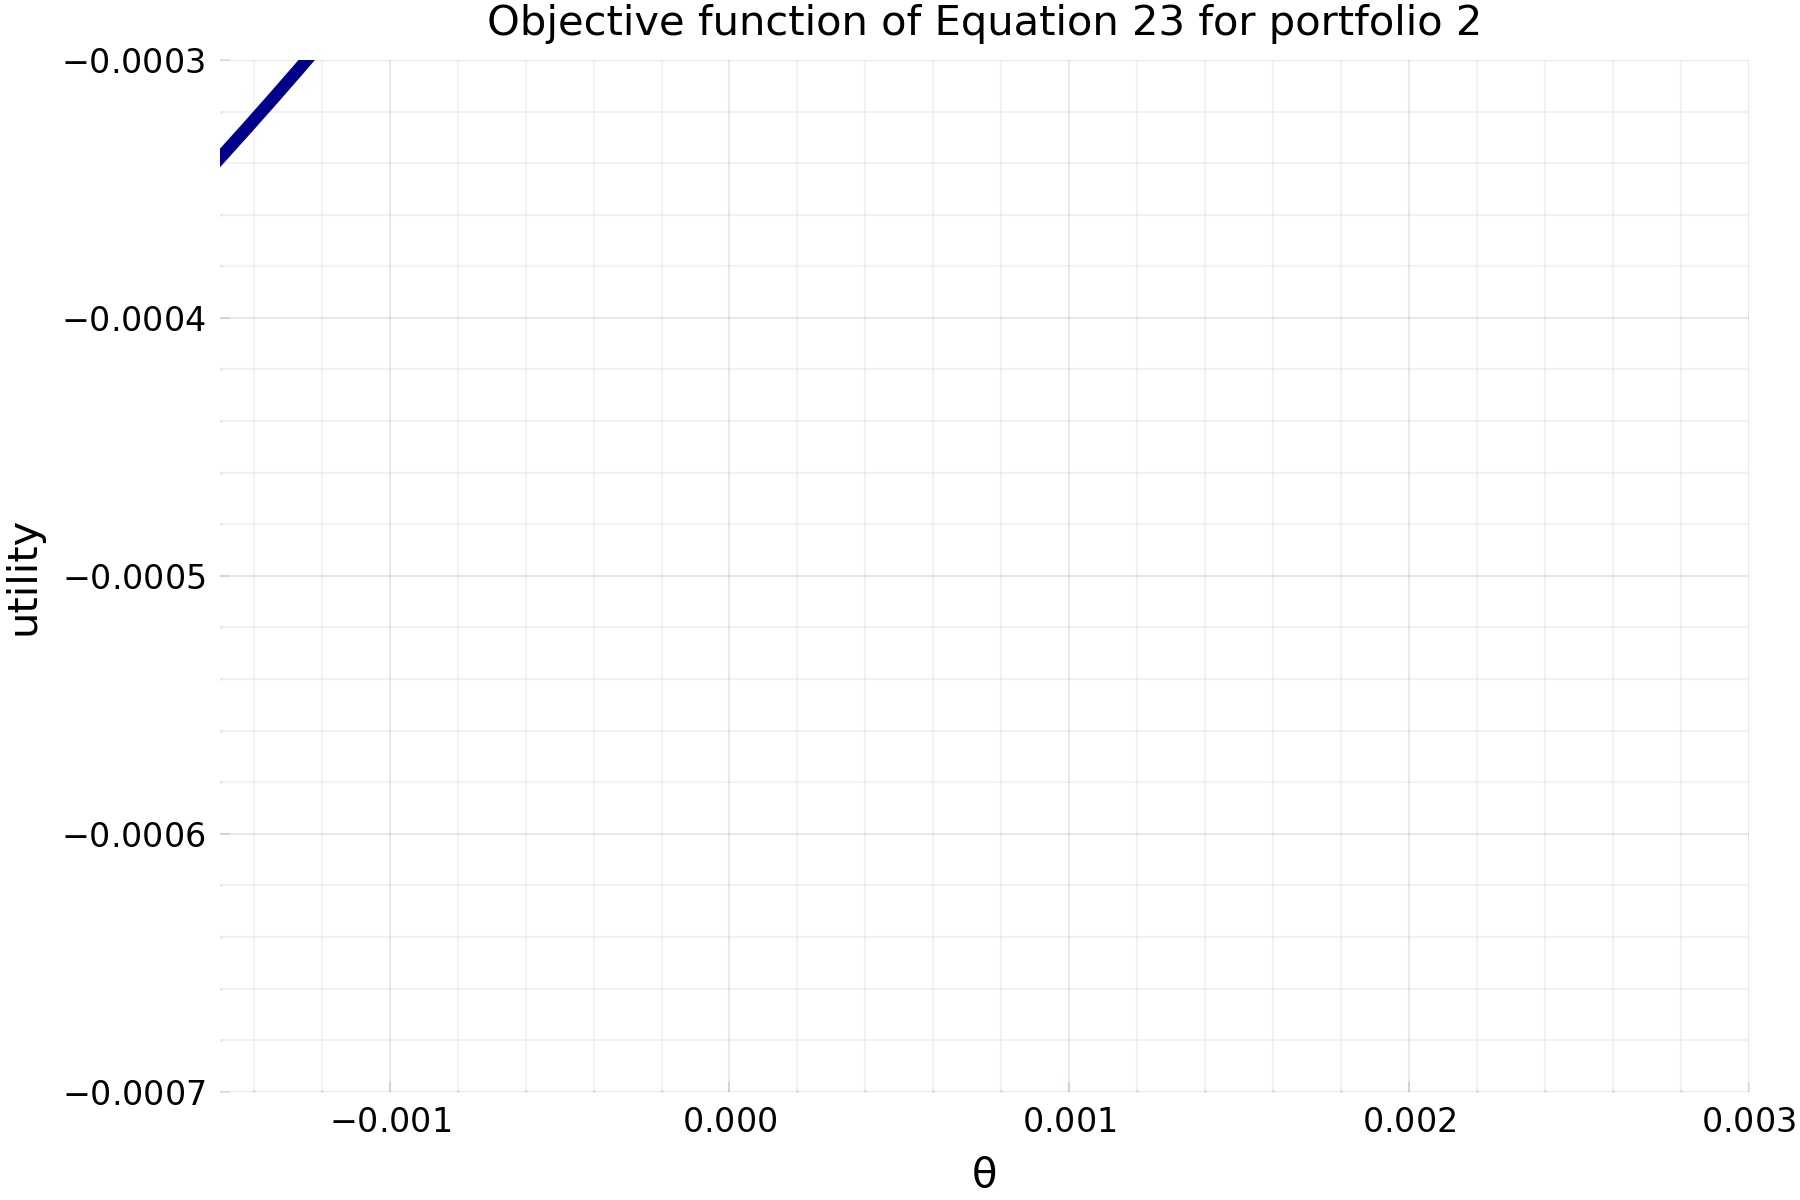 Objective function of Equation 23 for portfolio 2
−0.0003
−0.0004
−0.0005
−0.0006
−0.0007
utility
−0.001 0.000 0.001 0.002 0.003
θ